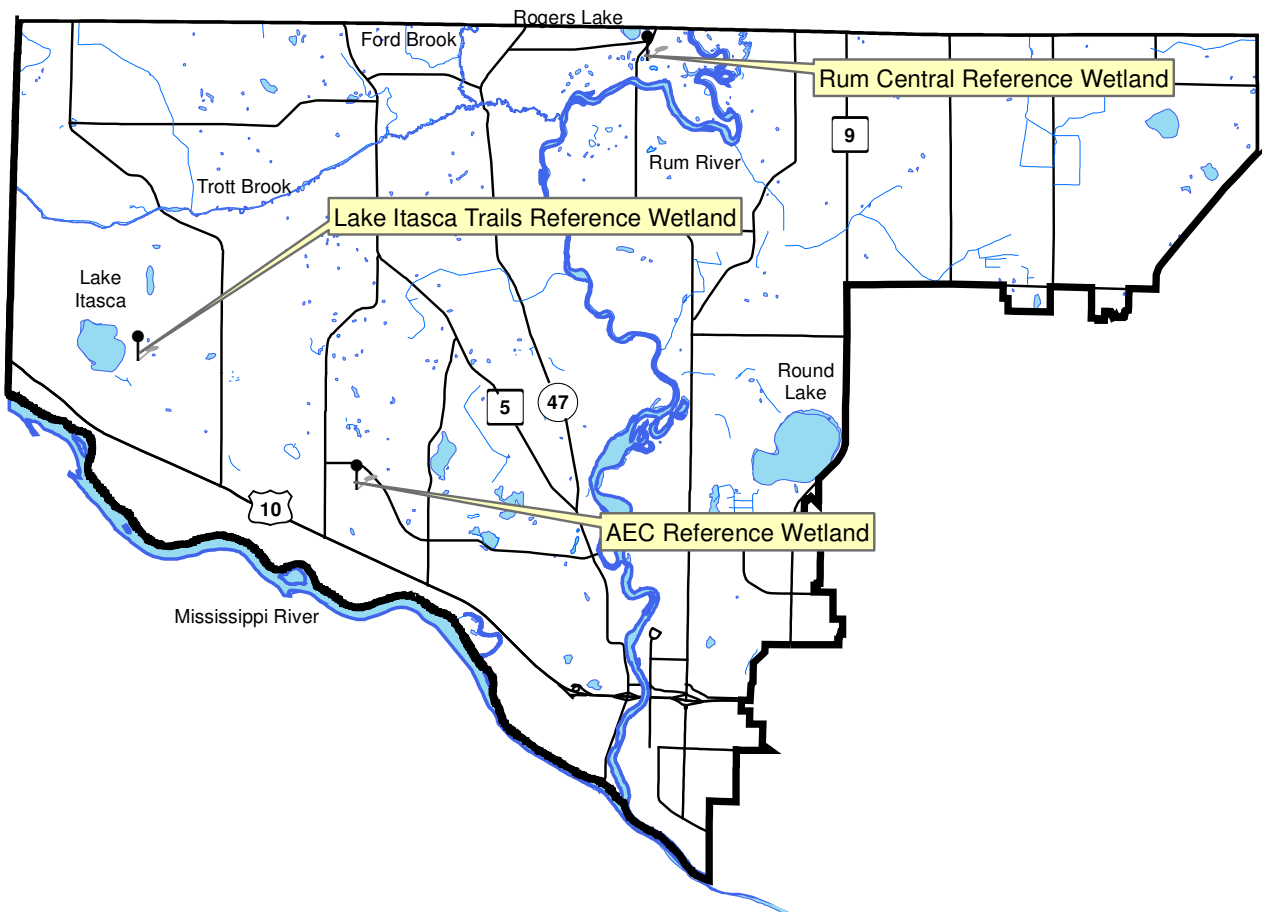 Rogers Lake
Ford Brook
Rum Central Reference Wetland
9
Rum River
Trott Brook
Lake Itasca Trails Reference Wetland
Lake
Itasca
Round
Lake
5
47
10
AEC Reference Wetland
Mississippi River